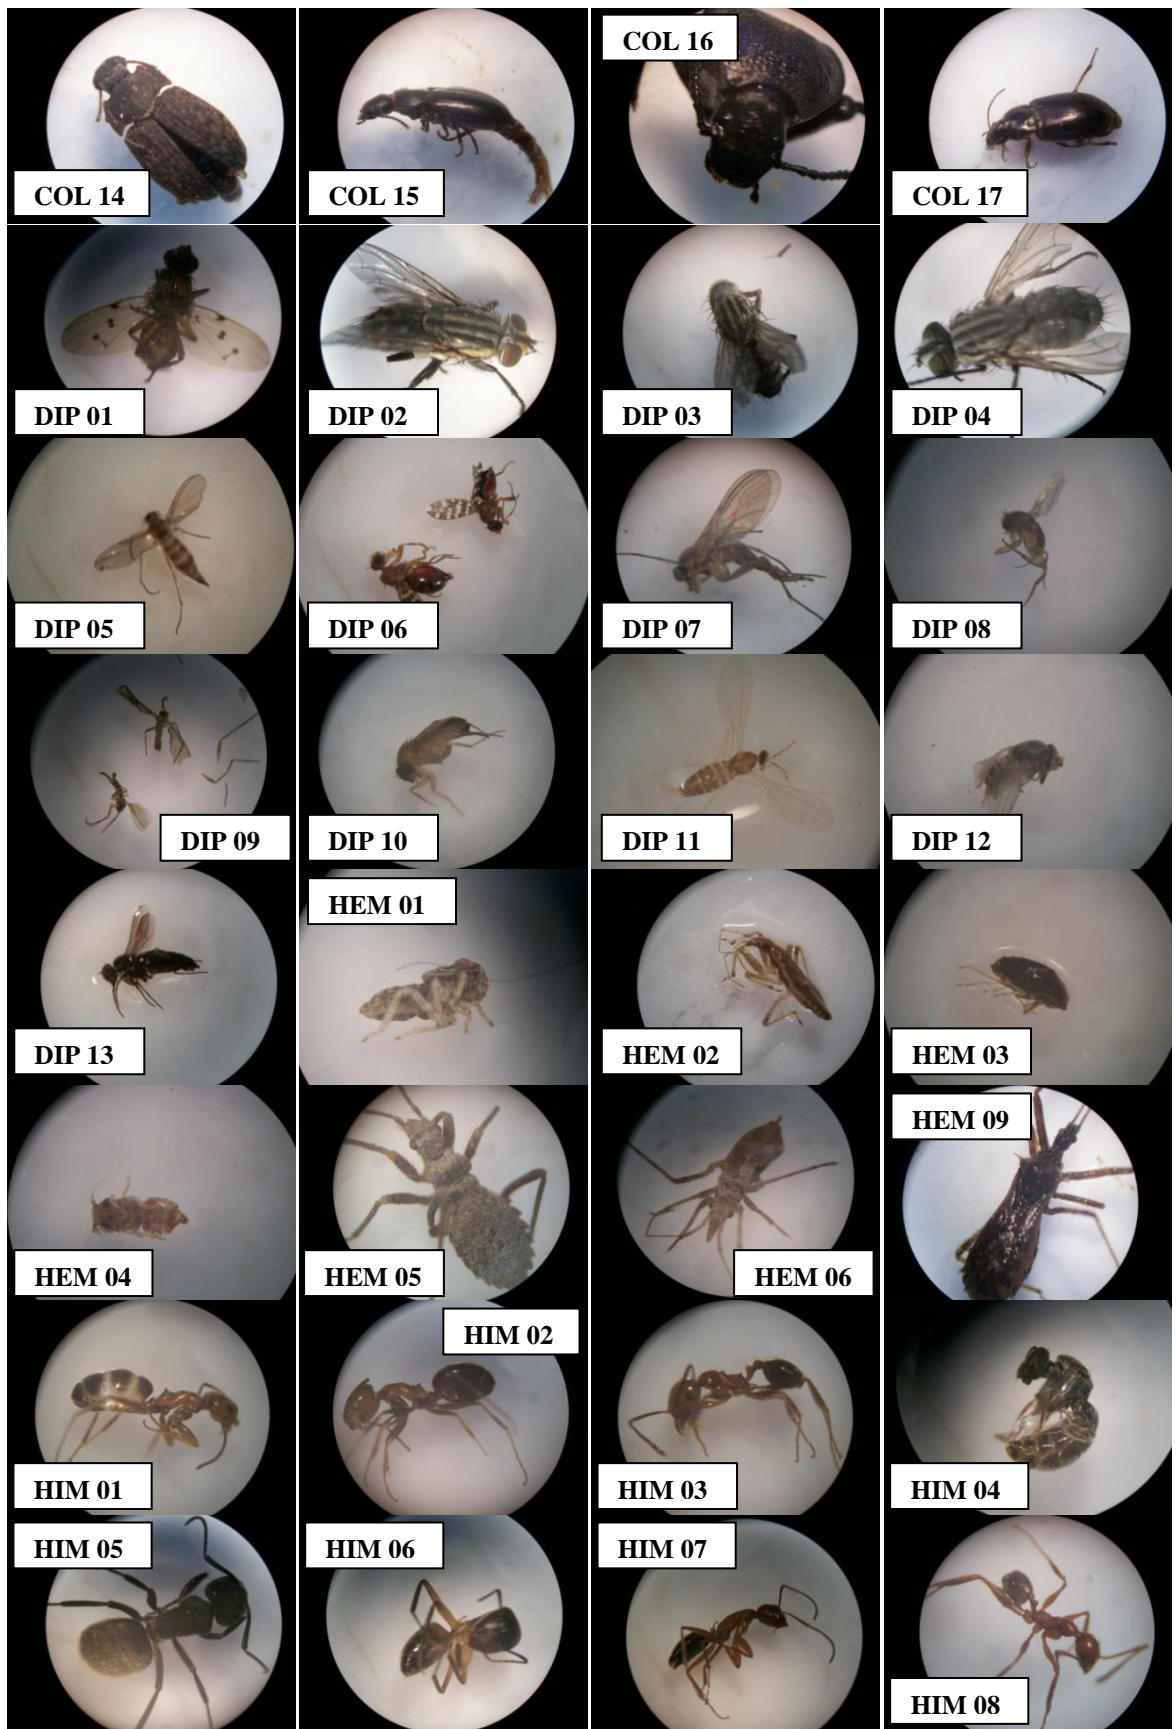 COL 14
COL 15
COL 16
COL 17
DIP 01
DIP 02
DIP 03
DIP 04
DIP 05
DIP 06
DIP 07
DIP 08
DIP 09
DIP 10
DIP 11
DIP 12
DIP 13
HEM 01
HEM 02
HEM 03
HEM 04
HEM 05
HEM 06
HEM 09
HIM 01
HIM 02
HIM 03
HIM 04
HIM 05
HIM 06
HIM 07
HIM 08